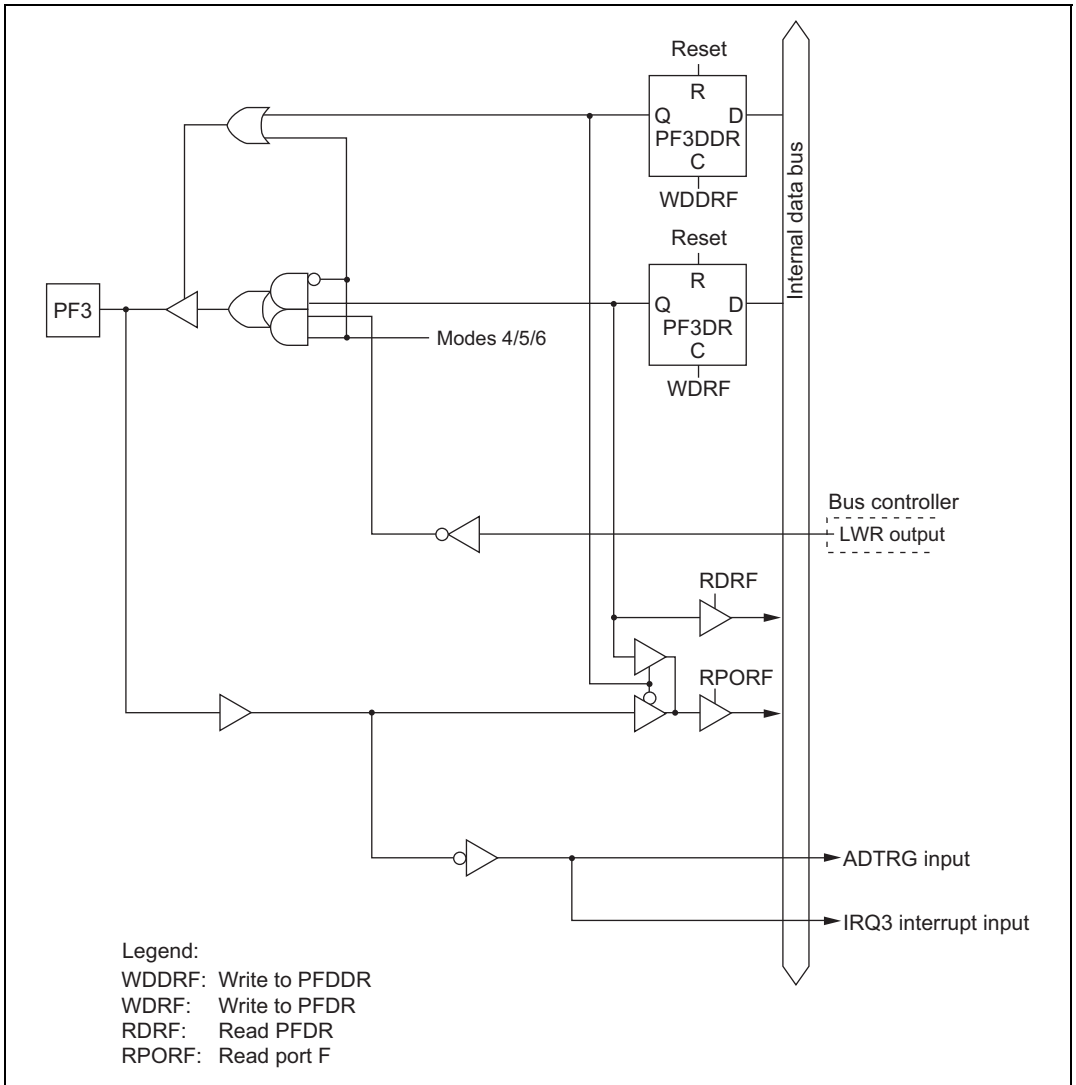 Reset
R
Q D
PF3DDR
C
WDDRF
Internal data bus
Reset
R
Q D
PF3DR
C
WDRF
PF3
Modes 4/5/6
Bus controller
LWR output
RDRF
RPORF
ADTRG input
IRQ3 interrupt input
Legend:
WDDRF: Write to PFDDR
WDRF: Write to PFDR
RDRF: Read PFDR
RPORF: Read port F